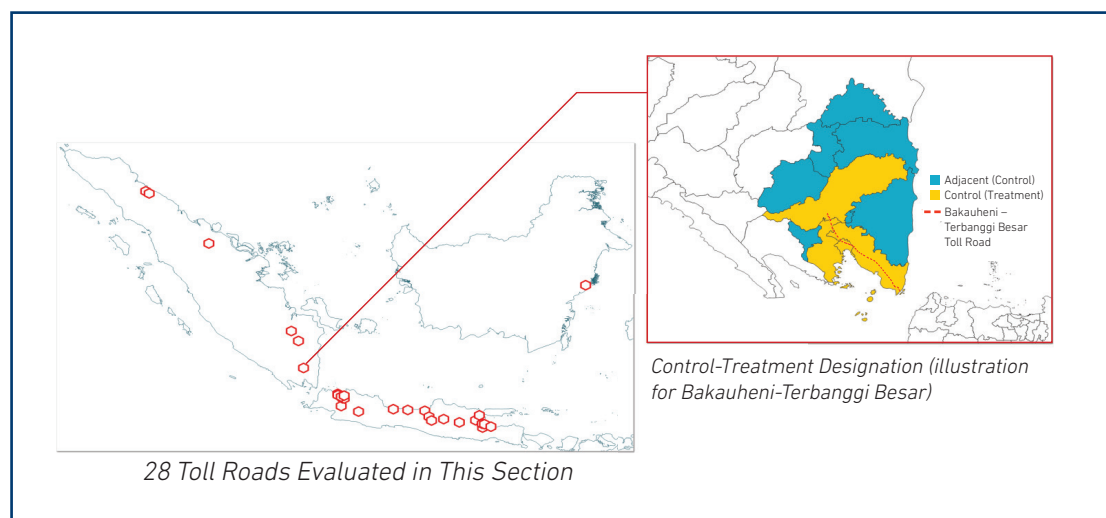 Adjacent (Control)
Control (Treatment)
Bakauheni –
Terbanggi Besar
Toll Road
Control-Treatment Designation (illustration
for Bakauheni-Terbanggi Besar)
28 Toll Roads Evaluated in This Section